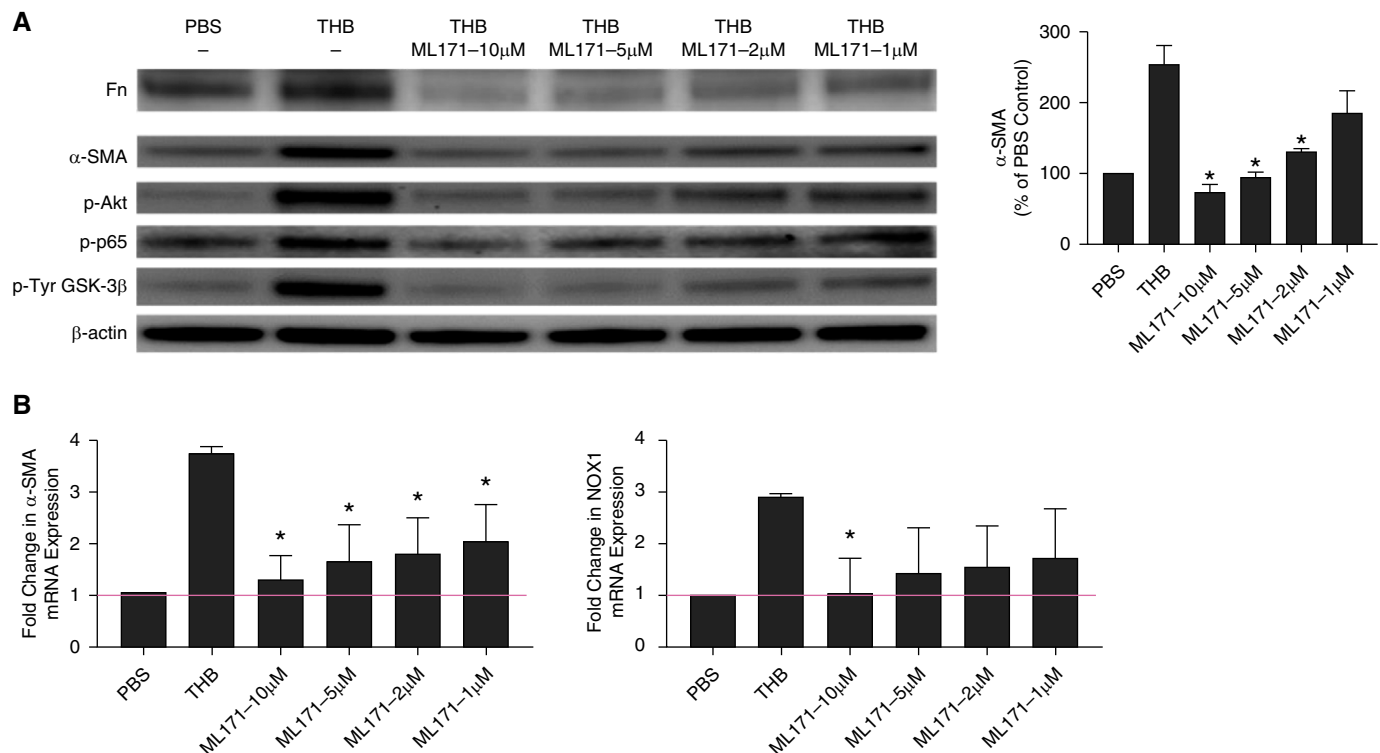 A
PBS THB THB THB THB THB
– – ML171–10μM ML171–5μM ML171–2μM ML171–1μM
Fn
α-SMA
p-Akt
p-p65
p-Tyr GSK-3β
β-actin
α-SMA
(% of PBS Control)
300
200
100
0
* * *
PBS THB ML171–10μM ML171–5μM ML171–2μM ML171–1μM
B
Fold Change in α-SMA
mRNA Expression
4
3
2
1
0
* * * *
PBS THB ML171–10μM ML171–5μM ML171–2μM ML171–1μM
Fold Change in NOX1
mRNA Expression
4
3
2
1
0
*
PBS THB ML171–10μM ML171–5μM ML171–2μM ML171–1μM